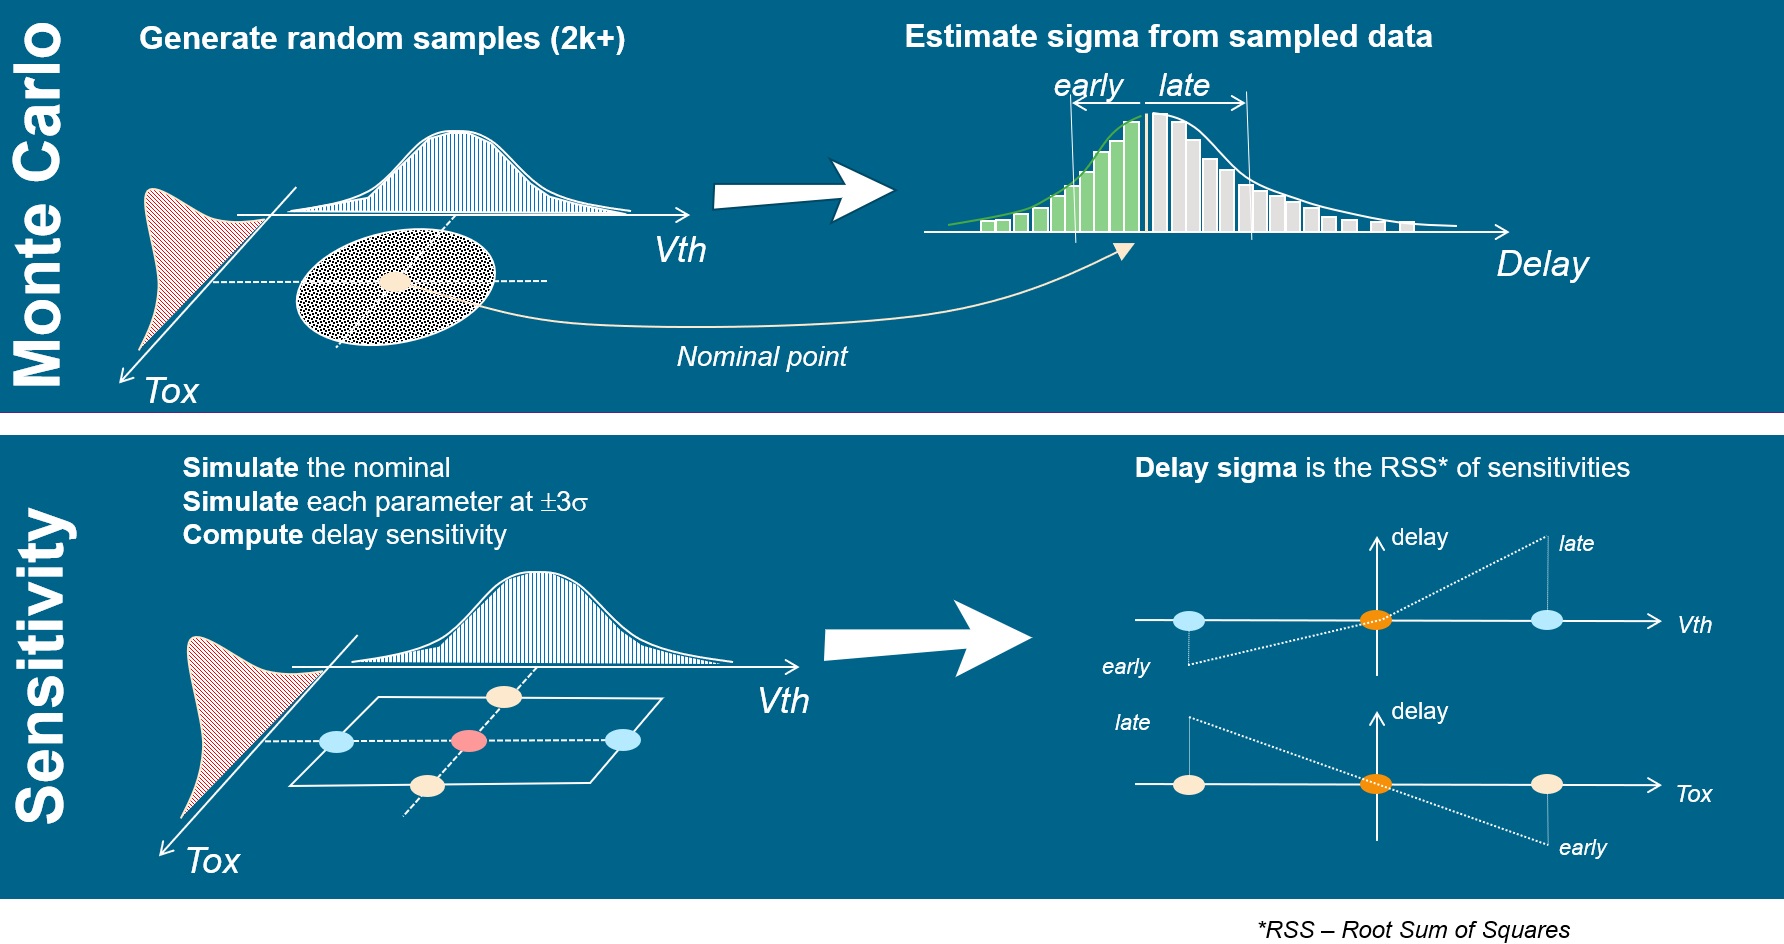 Monte Carlo
Generate random samples (2k+)
Estimate sigma from sampled data
early
late
Vth
Delay
Nominal point
Tox
Sensitivity
Simulate the nominal
Simulate each parameter at ±3σ
Compute delay sensitivity
Delay sigma is the RSS* of sensitivities
delay
late
Vth
early
Vth
delay
late
Tox
early
Tox
*RSS – Root Sum of Squares